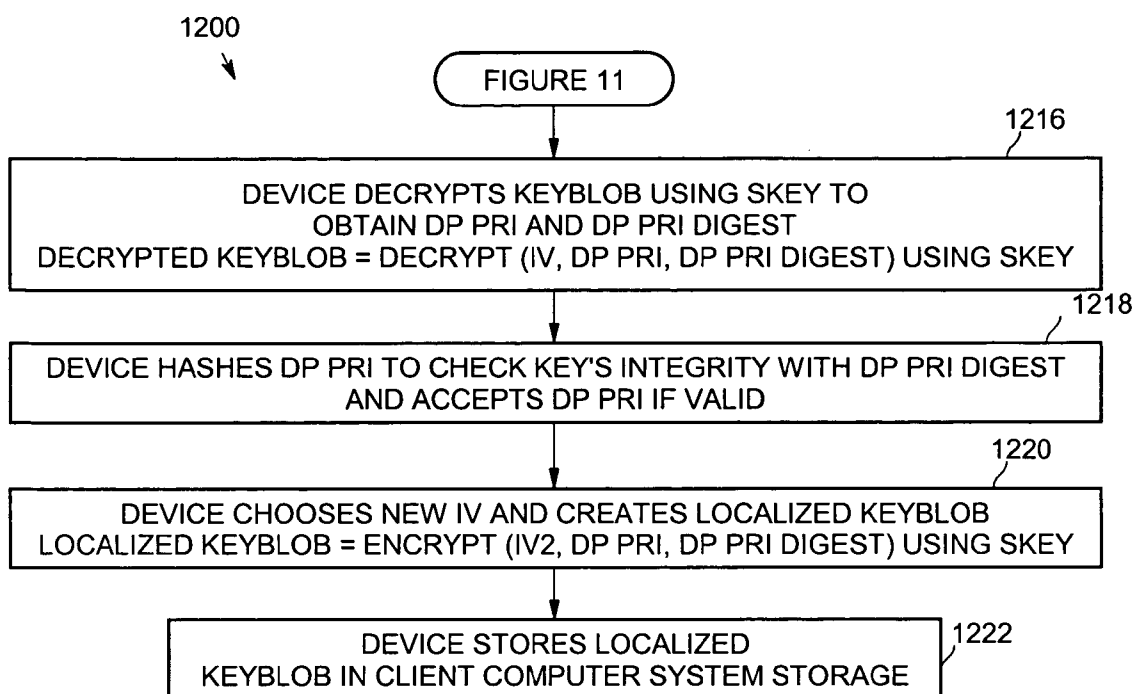 1200
FIGURE 11
1216
DEVICE DECRYPTS KEYBLOB USING SKEY TO
OBTAIN DP PRI AND DP PRI DIGEST
DECRYPTED KEYBLOB = DECRYPT (IV, DP PRI, DP PRI DIGEST) USING SKEY
1218
DEVICE HASHES DP PRI TO CHECK KEY'S INTEGRITY WITH DP PRI DIGEST
AND ACCEPTS DP PRI IF VALID
1220
DEVICE CHOOSES NEW IV AND CREATES LOCALIZED KEYBLOB
LOCALIZED KEYBLOB = ENCRYPT (IV2, DP PRI, DP PRI DIGEST) USING SKEY
1222
DEVICE STORES LOCALIZED
KEYBLOB IN CLIENT COMPUTER SYSTEM STORAGE